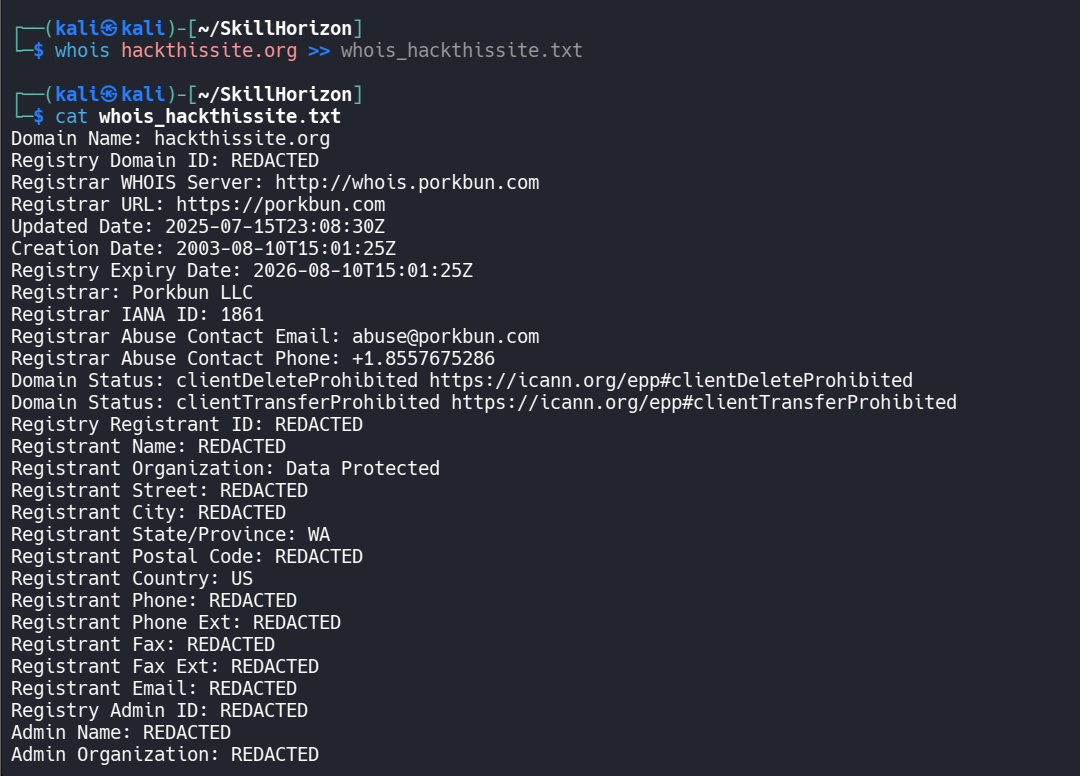 ┌──(kali㉿kali)-[~/SkillHorizon]
└─$ whois hackthissite.org >> whois_hackthissite.txt
┌──(kali㉿kali)-[~/SkillHorizon]
└─$ cat whois_hackthissite.txt
Domain Name: hackthissite.org
Registry Domain ID: REDACTED
Registrar WHOIS Server: http://whois.porkbun.com
Registrar URL: https://porkbun.com
Updated Date: 2025-07-15T23:08:30Z
Creation Date: 2003-08-10T15:01:25Z
Registry Expiry Date: 2026-08-10T15:01:25Z
Registrar: Porkbun LLC
Registrar IANA ID: 1861
Registrar Abuse Contact Email: abuse@porkbun.com
Registrar Abuse Contact Phone: +1.8557675286
Domain Status: clientDeleteProhibited https://icann.org/epp#clientDeleteProhibited
Domain Status: clientTransferProhibited https://icann.org/epp#clientTransferProhibited
Registry Registrant ID: REDACTED
Registrant Name: REDACTED
Registrant Organization: Data Protected
Registrant Street: REDACTED
Registrant City: REDACTED
Registrant State/Province: WA
Registrant Postal Code: REDACTED
Registrant Country: US
Registrant Phone: REDACTED
Registrant Phone Ext: REDACTED
Registrant Fax: REDACTED
Registrant Fax Ext: REDACTED
Registrant Email: REDACTED
Registry Admin ID: REDACTED
Admin Name: REDACTED
Admin Organization: REDACTED